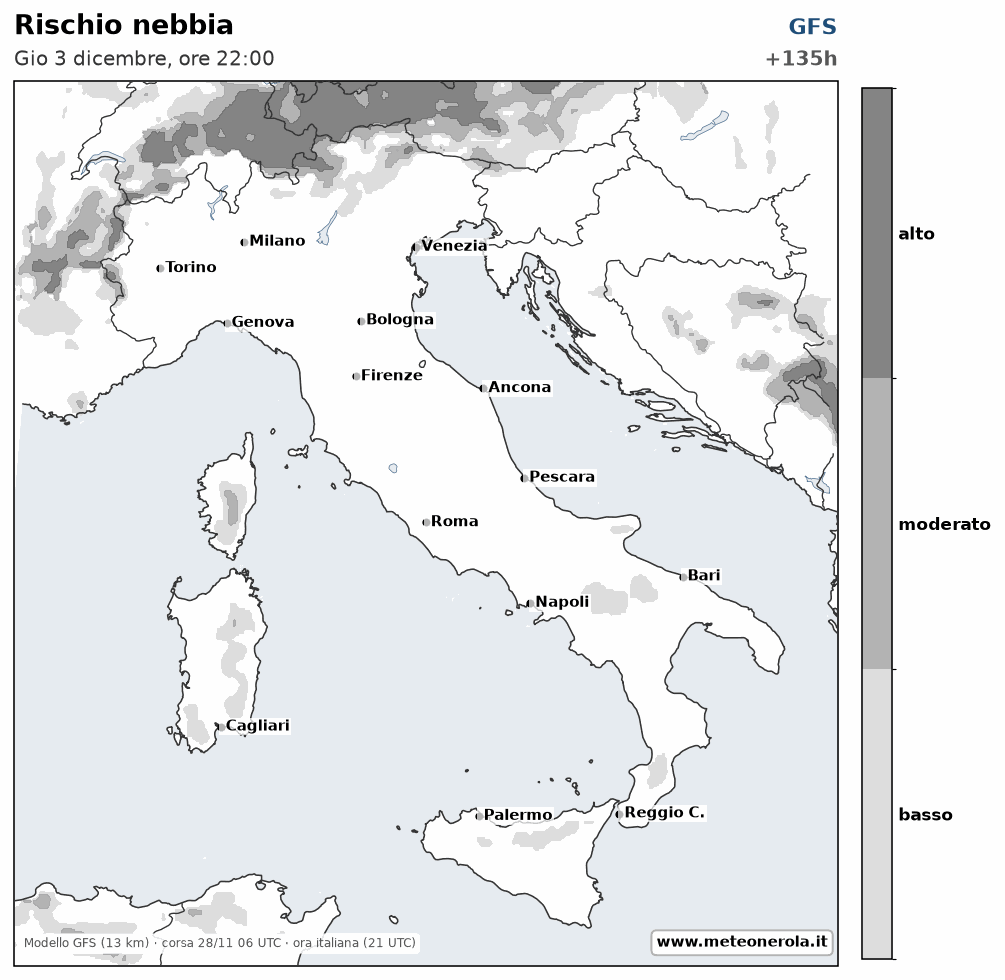 Rischio nebbia
GFS
Gio 3 dicembre, ore 22:00
+135h
alto
Milano
Venezia
Torino
Genova
Bologna
Firenze
Ancona
Pescara
Roma
moderato
Bari
Napoli
Cagliari
Palermo
Reggio C.
basso
Modello GFS (13 km) · corsa 28/11 06 UTC · ora italiana (21 UTC)
www.meteonerola.it